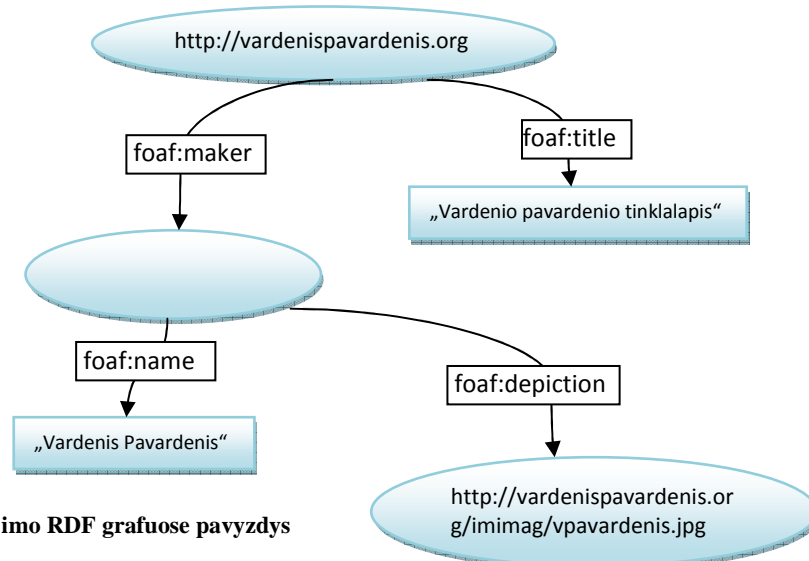 http://vardenispavardenis.org
foaf:maker
foaf:title
„Vardenio pavardenio tinklalapis“
foaf:name
foaf:depiction
„Vardenis Pavardenis“
http://vardenispavardenis.or
g/imimag/vpavardenis.jpg
imo RDF grafuose pavyzdys